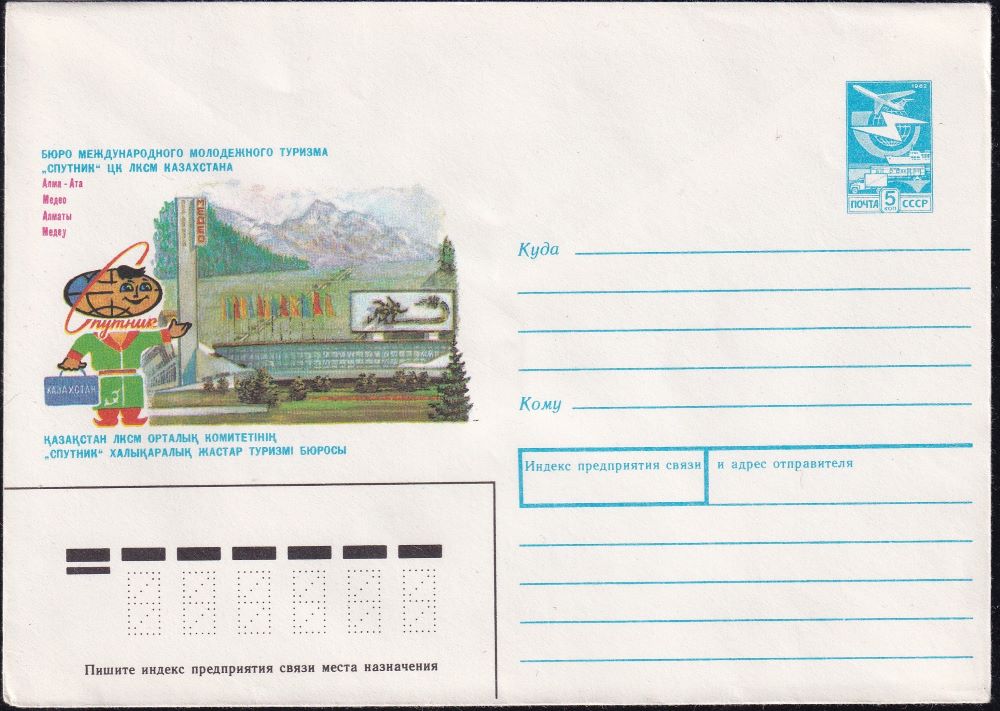 БЮРО МЕЖДУНАРОДНОГО МОЛОДЕЖНОГО ТУРИЗМА
„СПУТНИК“ ЦК ЛКСМ КАЗАХСТАНА
Алма - Ата
Медео
Алматы
Медеу
МЕДЕО
Спутник
КАЗАХСТАН
ҚАЗАҚСТАН ЛКСМ ОРТАЛЫҚ КОМИТЕТІНІҢ
„СПУТНИК“ ХАЛЫҚАРАЛЫҚ ЖАСТАР ТУРИЗМІ БЮРОСЫ
1982
ПОЧТА 5 КОП СССР
Куда
Кому
Индекс предприятия связи и адрес отправителя
Пишите индекс предприятия связи места назначения